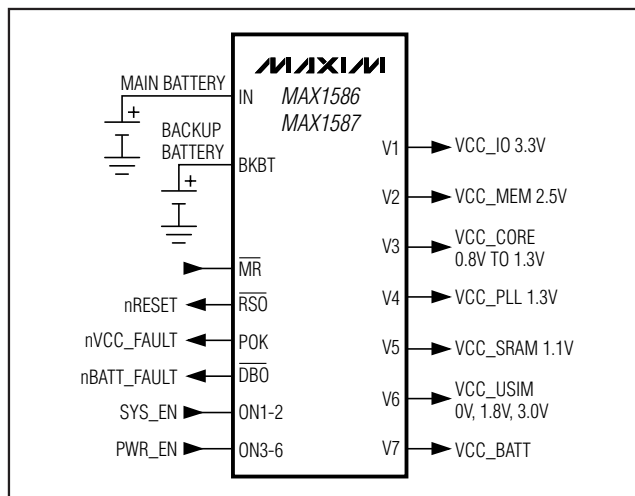 MAXIM
MAX1586
MAX1587
MAIN BATTERY
+
IN
BACKUP
BATTERY
+
BKBT
MR
nRESET
RSO
nVCC_FAULT
POK
nBATT_FAULT
DBO
SYS_EN
ON1-2
PWR_EN
ON3-6
V1
VCC_IO 3.3V
V2
VCC_MEM 2.5V
V3
VCC_CORE
0.8V TO 1.3V
V4
VCC_PLL 1.3V
V5
VCC_SRAM 1.1V
V6
VCC_USIM
0V, 1.8V, 3.0V
V7
VCC_BATT